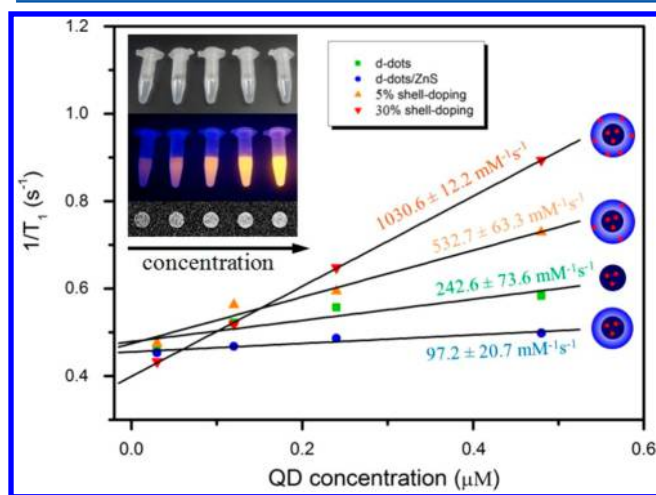 1.2
1.0
0.8
0.6
0.4
1/T₁ (s⁻¹)
concentration
d-dots
d-dots/ZnS
5% shell-doping
30% shell-doping
1030.6 ± 12.2 mM⁻¹s⁻¹
532.7 ± 63.3 mM⁻¹s⁻¹
242.6 ± 73.6 mM⁻¹s⁻¹
97.2 ± 20.7 mM⁻¹s⁻¹
0.0 0.2 0.4 0.6
QD concentration (μM)